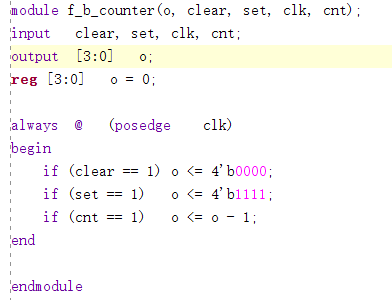 module f_b_counter(o, clear, set, clk, cnt);
input   clear, set, clk, cnt;
output  [3:0]   o;
reg [3:0]   o = 0;
always  @   (posedge    clk)
begin
    if (clear == 1) o <= 4'b0000;
    if (set == 1)   o <= 4'b1111;
    if (cnt == 1)   o <= o - 1;
end
endmodule